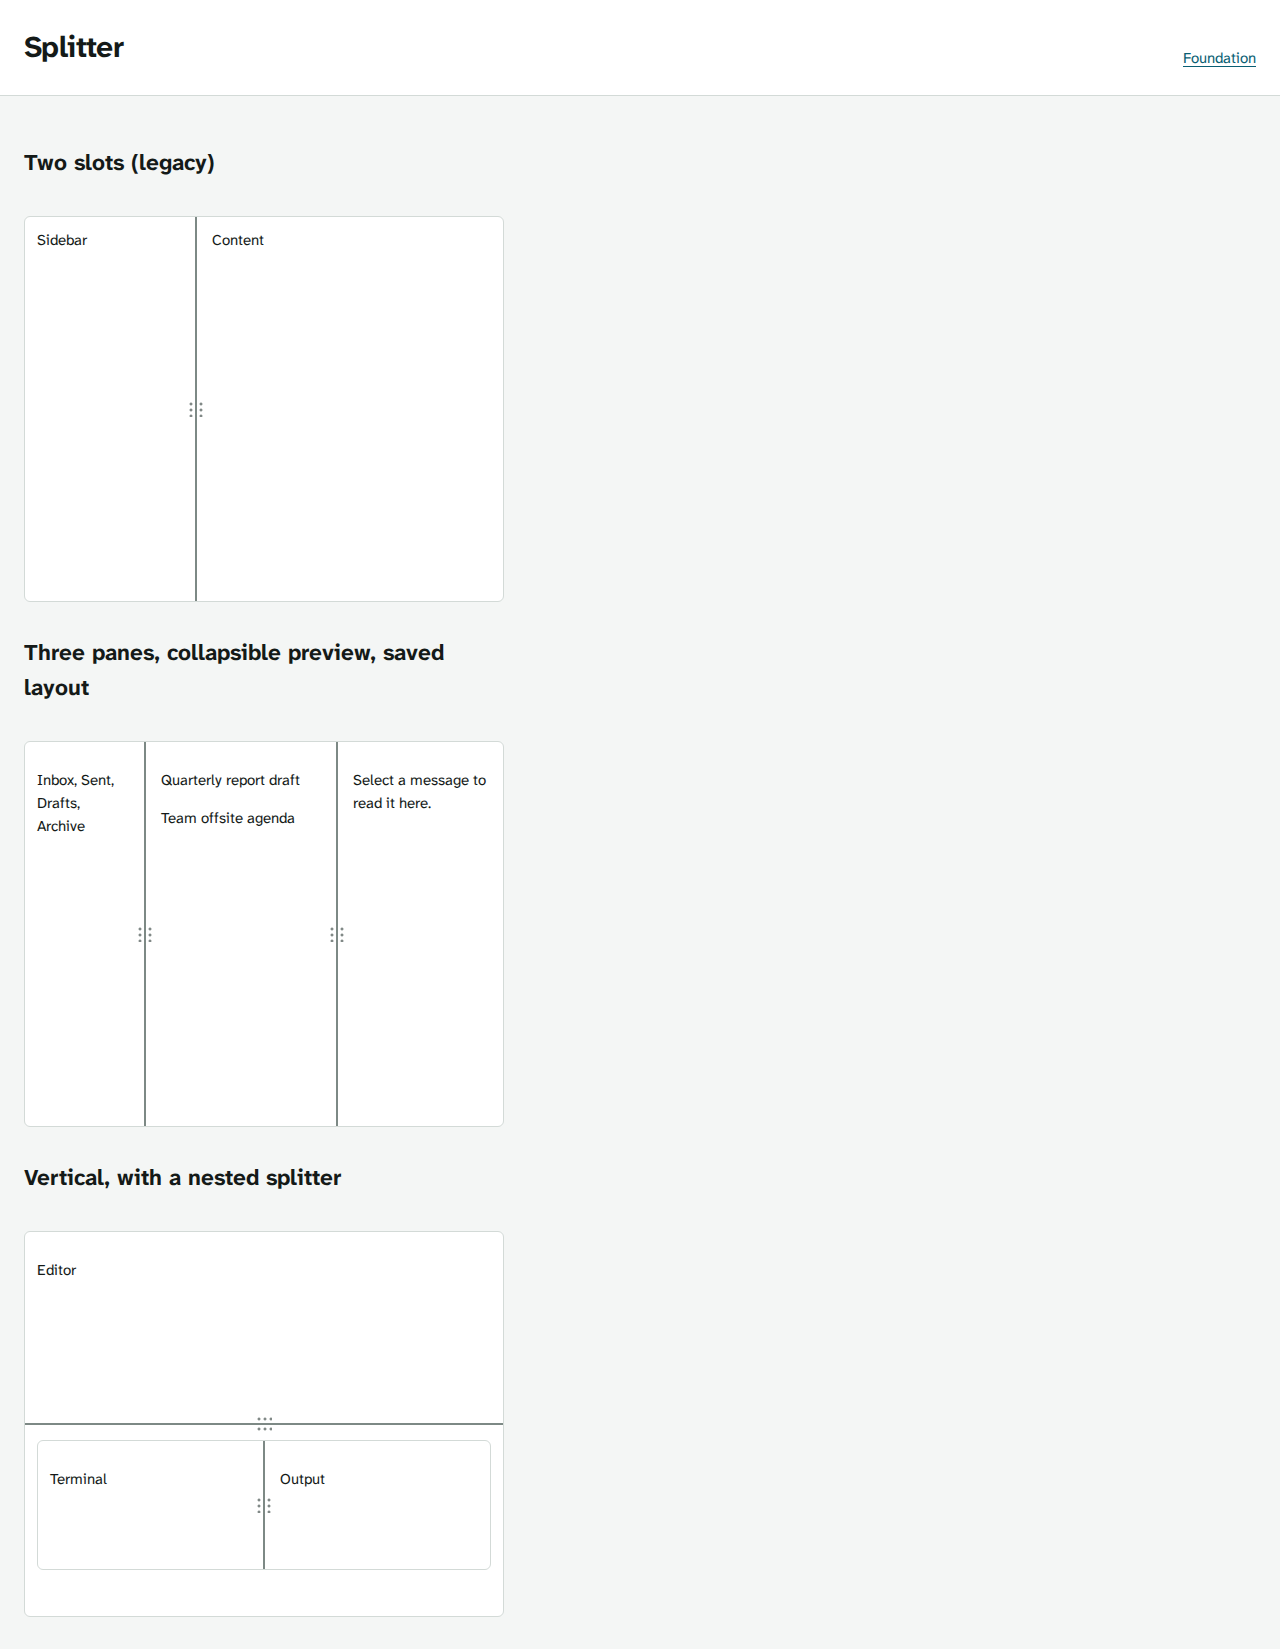 Splitter
Foundation
Two slots (legacy)
Sidebar
Content
Three panes, collapsible preview, saved
layout
Inbox, Sent,
Drafts,
Archive
Quarterly report draft
Team offsite agenda
Select a message to
read it here.
Vertical, with a nested splitter
Editor
Terminal
Output